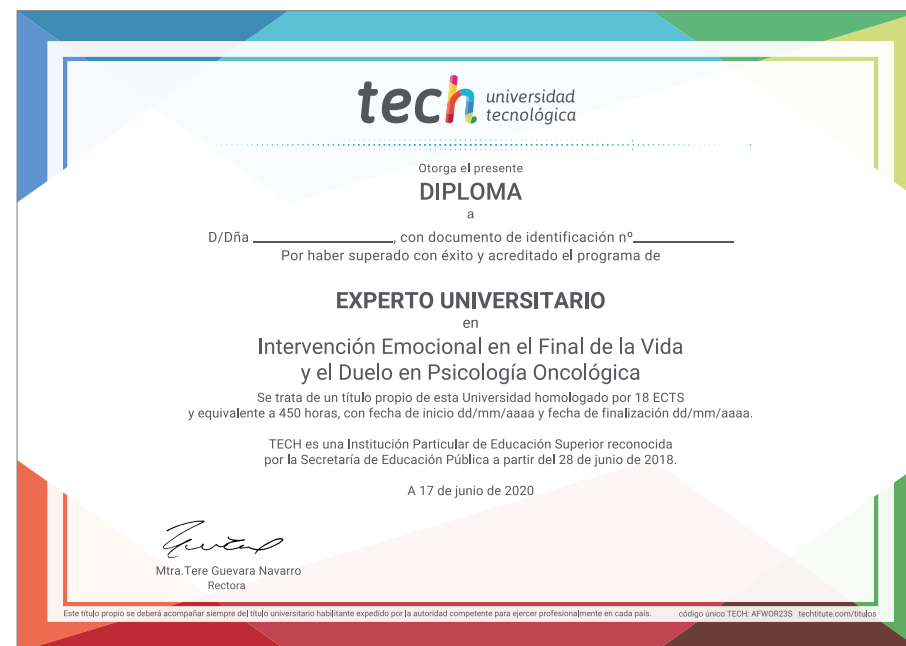 tech universidad
tecnológica
Otorga el presente
DIPLOMA
a
D/Dña ____________________, con documento de identificación nº______________
Por haber superado con éxito y acreditado el programa de
EXPERTO UNIVERSITARIO
en
Intervención Emocional en el Final de la Vida
y el Duelo en Psicología Oncológica
Se trata de un título propio de esta Universidad homologado por 18 ECTS
y equivalente a 450 horas, con fecha de inicio dd/mm/aaaa y fecha de finalización dd/mm/aaaa.
TECH es una Institución Particular de Educación Superior reconocida
por la Secretaría de Educación Pública a partir del 28 de junio de 2018.
A 17 de junio de 2020
Mtra.Tere Guevara Navarro
Rectora
Este título propio se deberá acompañar siempre del título universitario habilitante expedido por la autoridad competente para ejercer profesionalmente en cada país. código único TECH: AFWOR23S techtitute.com/titulos